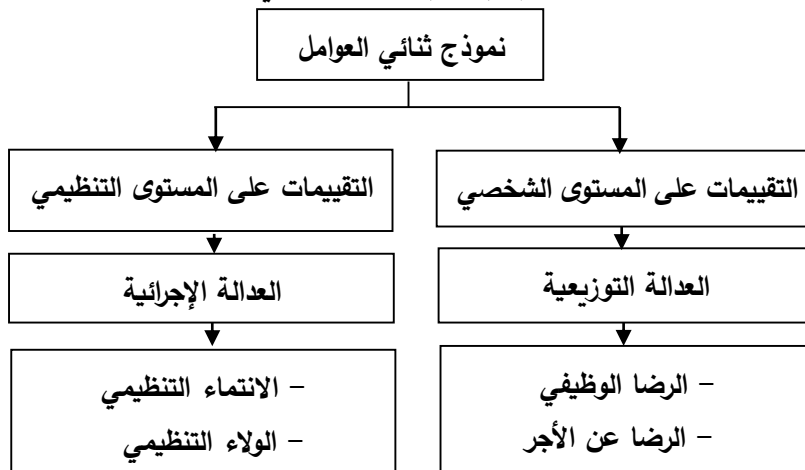 نموذج ثنائي العوامل
التقييمات على المستوى الشخصي
التقييمات على المستوى التنظيمي
العدالة التوزيعية
العدالة الإجرائية
– الرضا الوظيفي
– الرضا عن الأجر
– الانتماء التنظيمي
– الولاء التنظيمي